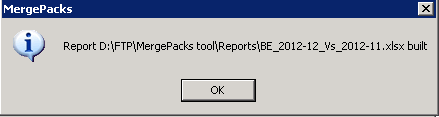 MergePacks
Report D:\FTP\MergePacks tool\Reports\BE_2012-12_Vs_2012-11.xlsx built
OK